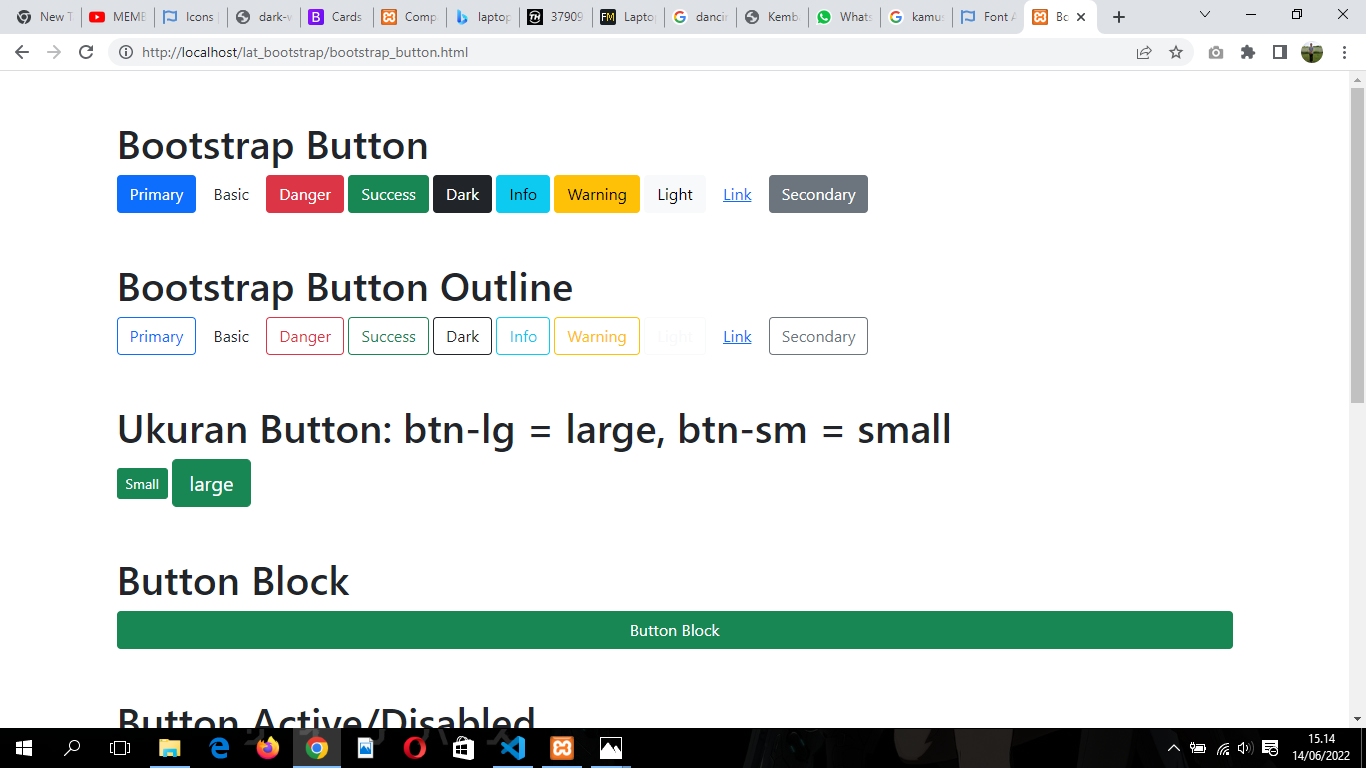 New T
MEME
Icons
dark-w
Cards
Comp
laptop
37909
Lapto
dancin
Kemb
Whats
kamus
Font A
Bo
http://localhost/lat_bootstrap/bootstrap_button.html
Bootstrap Button
Primary Basic Danger Success Dark Info Warning Light Link Secondary
Bootstrap Button Outline
Primary Basic Danger Success Dark Info Warning Light Link Secondary
Ukuran Button: btn-lg = large, btn-sm = small
Small large
Button Block
Button Block
Button Active/Disabled
15.14
14/06/2022